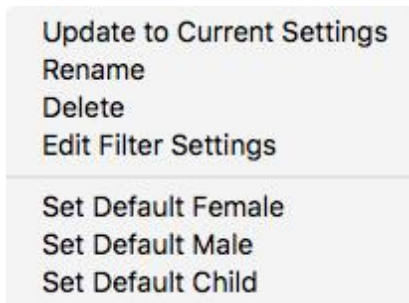 Update to Current Settings
Rename
Delete
Edit Filter Settings
Set Default Female
Set Default Male
Set Default Child